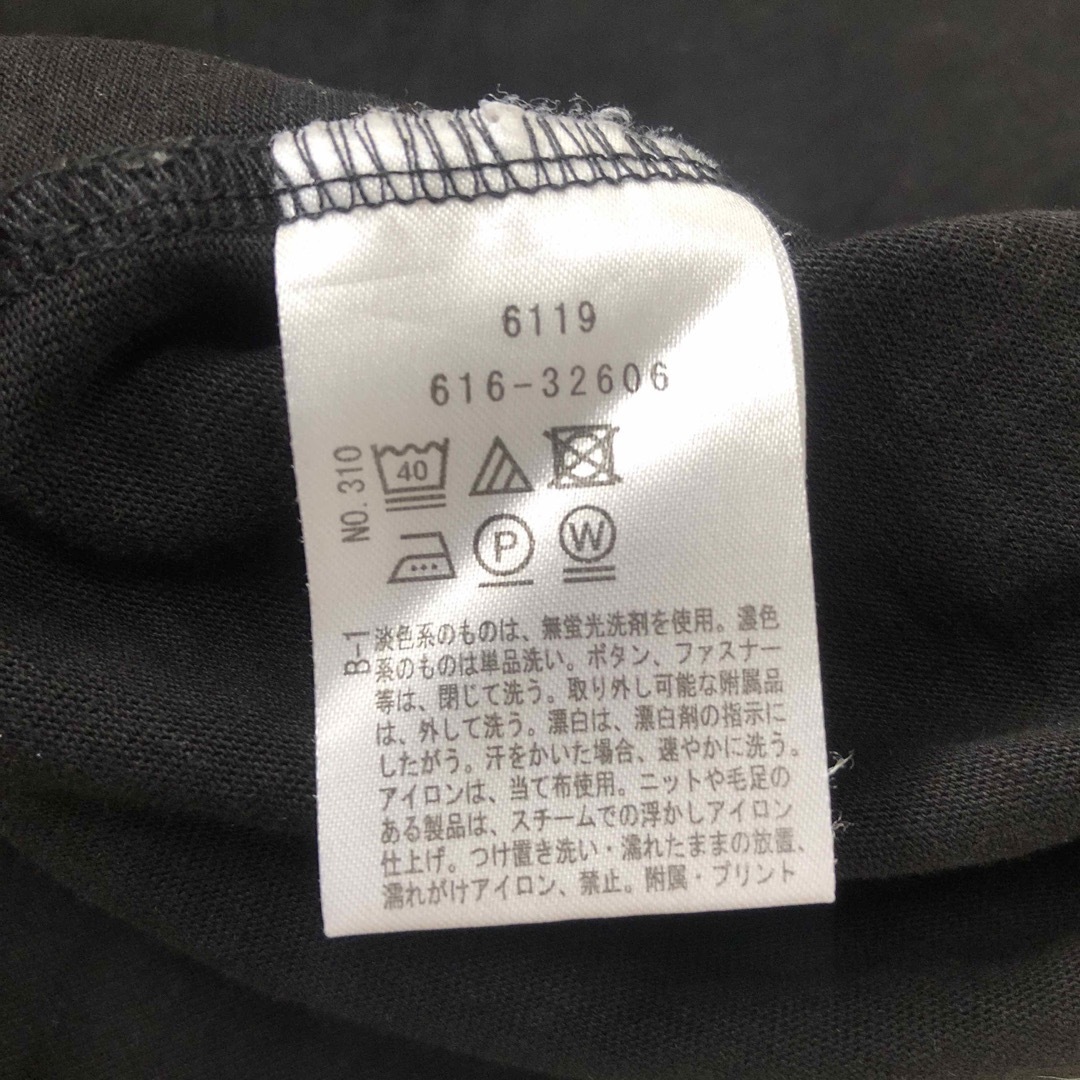 6119
616-32606
NO.310
40
P
W
B-1
淡色系のものは、無蛍光洗剤を使用。濃色
系のものは単品洗い。ボタン、ファスナー
等は、閉じて洗う。取り外し可能な附属品
は、外して洗う。漂白は、漂白剤の指示に
したがう。汗をかいた場合、速やかに洗う。
アイロンは、当て布使用。ニットや毛足の
ある製品は、スチームでの浮かしアイロン
仕上げ。つけ置き洗い・濡れたままの放置、
濡れがけアイロン、禁止。附属・プリント